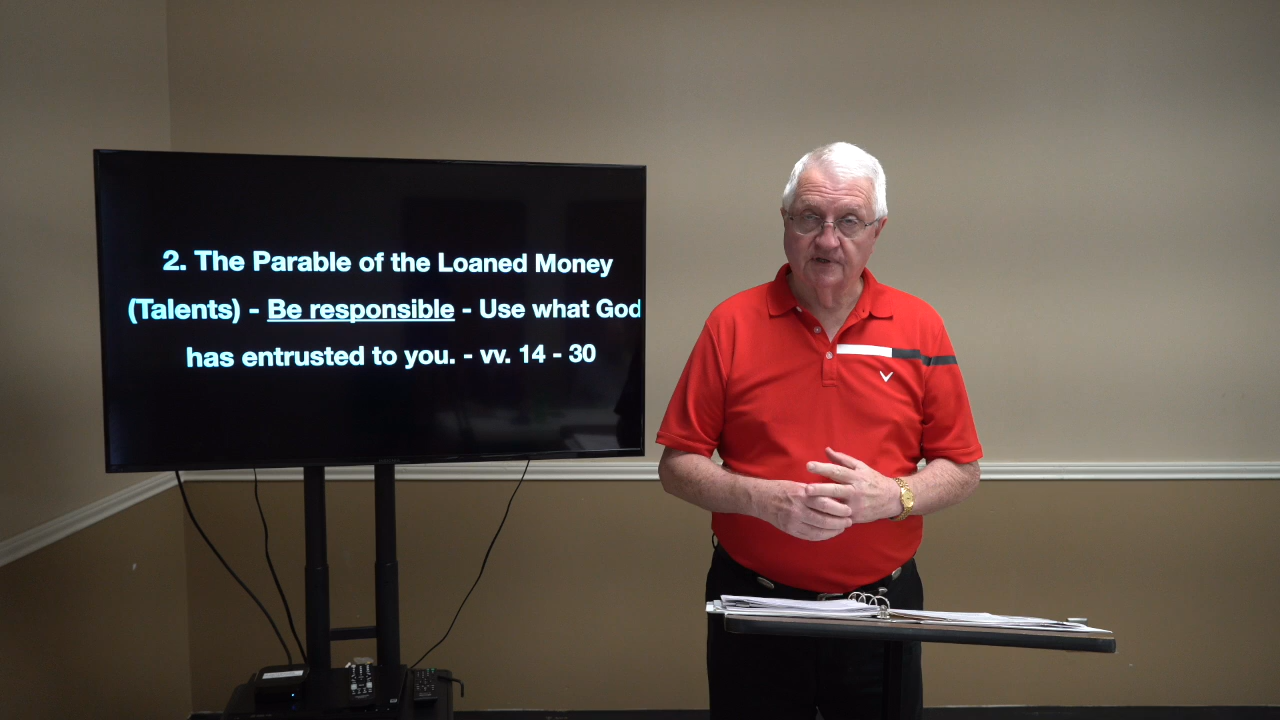 2. The Parable of the Loaned Money
(Talents) - Be responsible - Use what God
has entrusted to you. - vv. 14 - 30